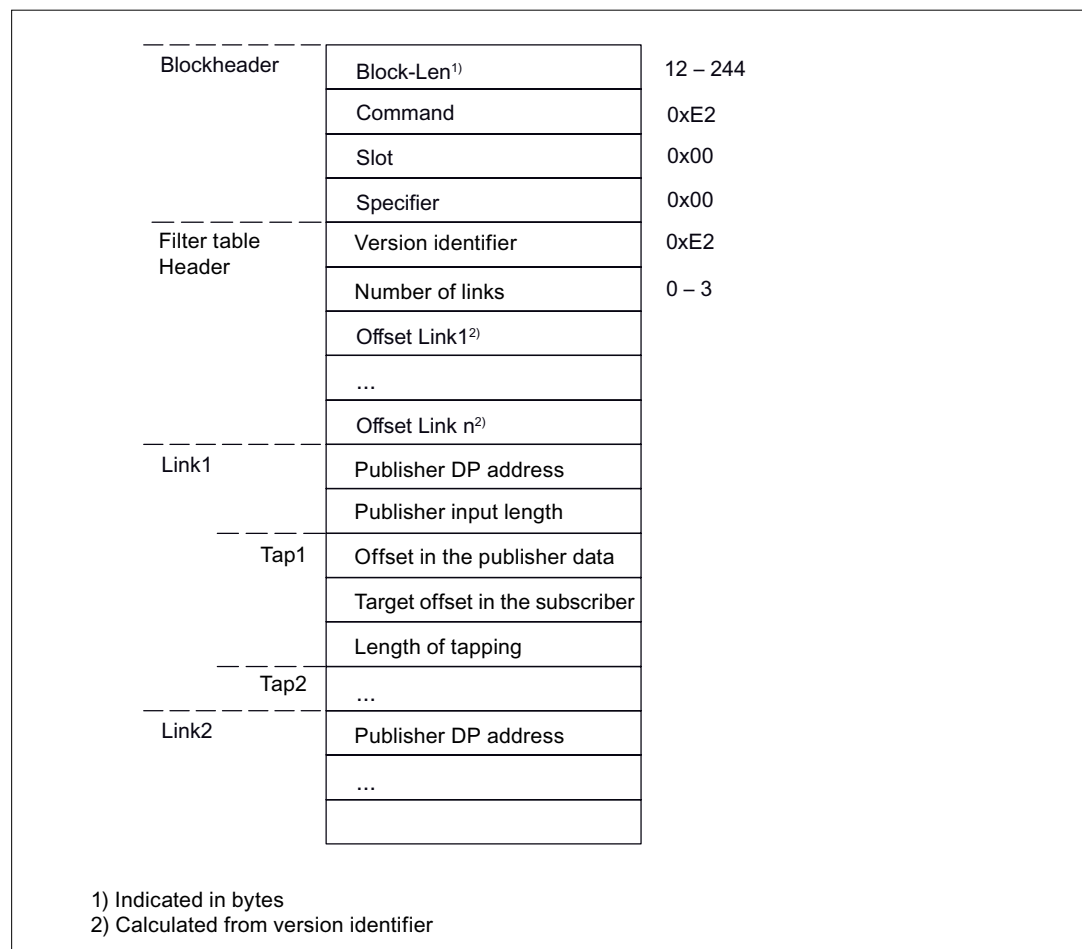 Blockheader
Block-Len1)
12 – 244
Command
0xE2
Slot
0x00
Specifier
0x00
Filter table
Header
Version identifier
0xE2
Number of links
0 – 3
Offset Link12)
...
Offset Link n2)
Link1
Publisher DP address
Publisher input length
Tap1
Offset in the publisher data
Target offset in the subscriber
Length of tapping
Tap2
...
Link2
Publisher DP address
...
1) Indicated in bytes
2) Calculated from version identifier